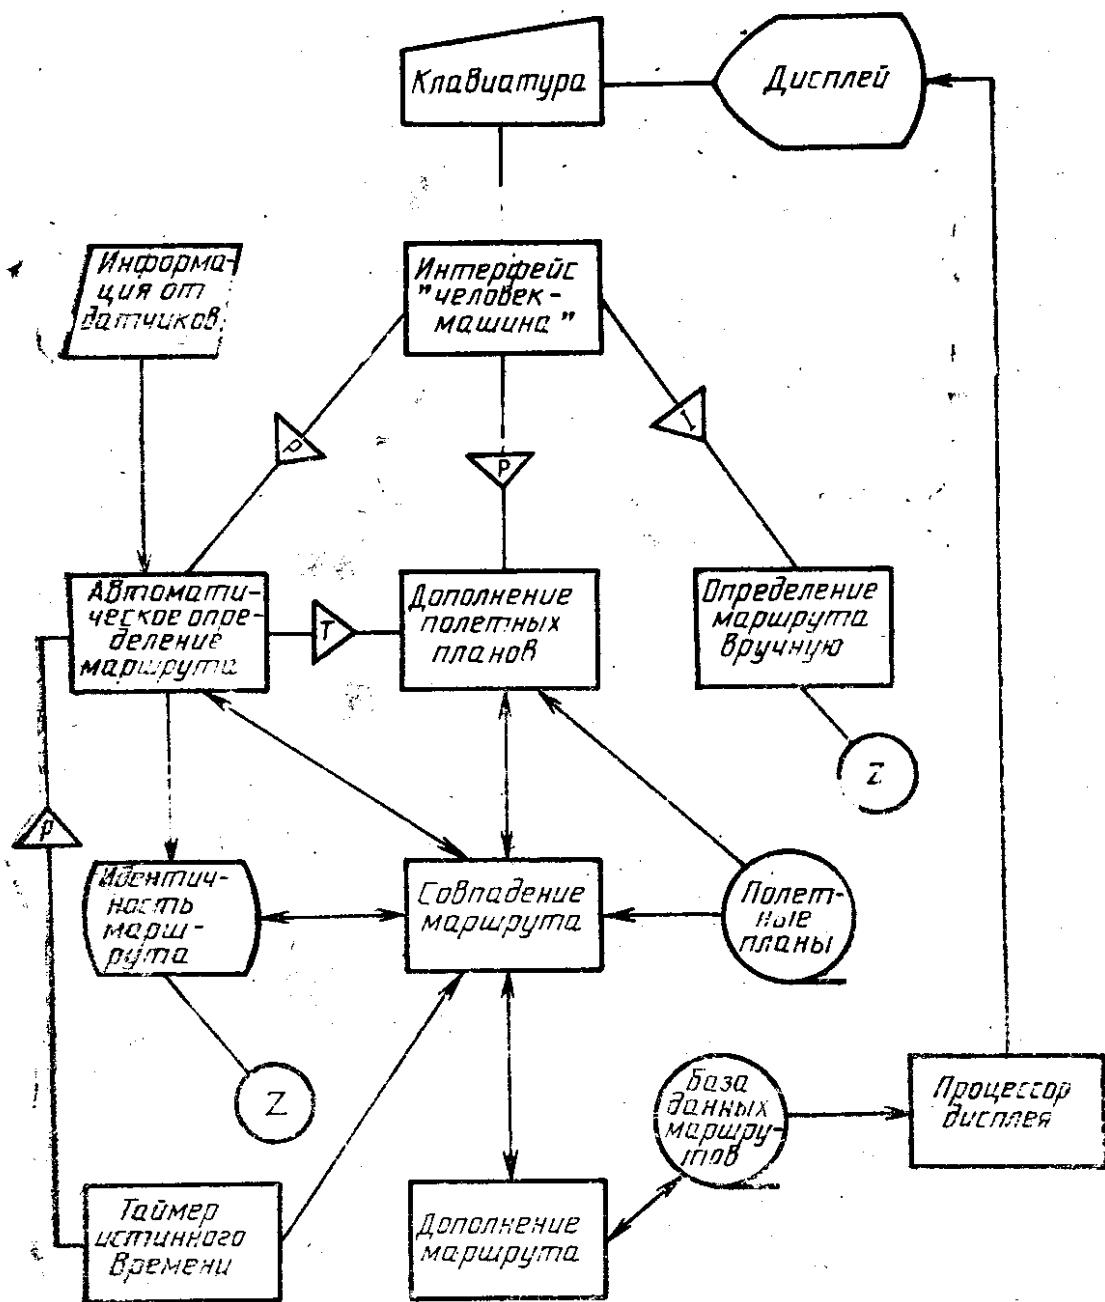 Клавиатура
Дисплей
Информа-
ция от
датчиков
Интерфейс
"человек-
машина"
P
P
I
Автомати-
ческое опре-
деление
маршрута
T
Дополнение
полетных
планов
Определение
маршрута
вручную
Z
P
Идентич-
ность
марш-
рута
Совпадение
маршрута
Полет-
ные
планы
Z
База
данных
маршру-
тов
Процессор
дисплея
Таймер
истинного
времени
Дополнение
маршрута